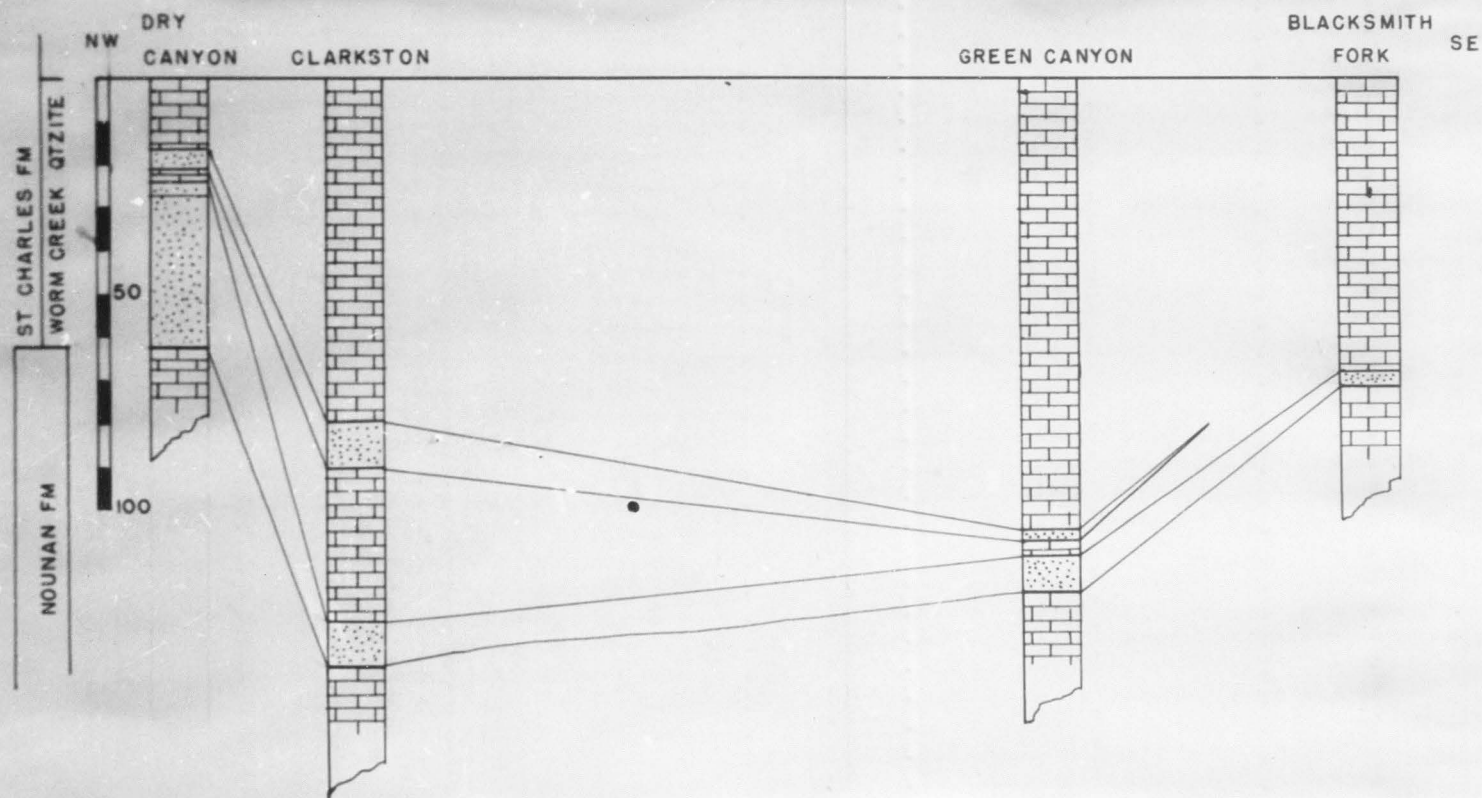 NW
DRY
CANYON
CLARKSTON
GREEN CANYON
BLACKSMITH
FORK
SE
ST CHARLES FM
WORM CREEK QTZITE
NOUNAN FM
50
100